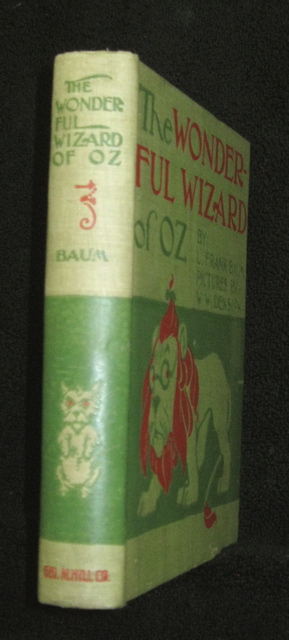 THE
WONDER
FUL
WIZARD
OF OZ
BAUM
GEO. M. HILL CO.
The WONDER-
FUL WIZARD
of OZ
BY
L. FRANK BAUM
PICTURES BY
W. W. DENSLOW